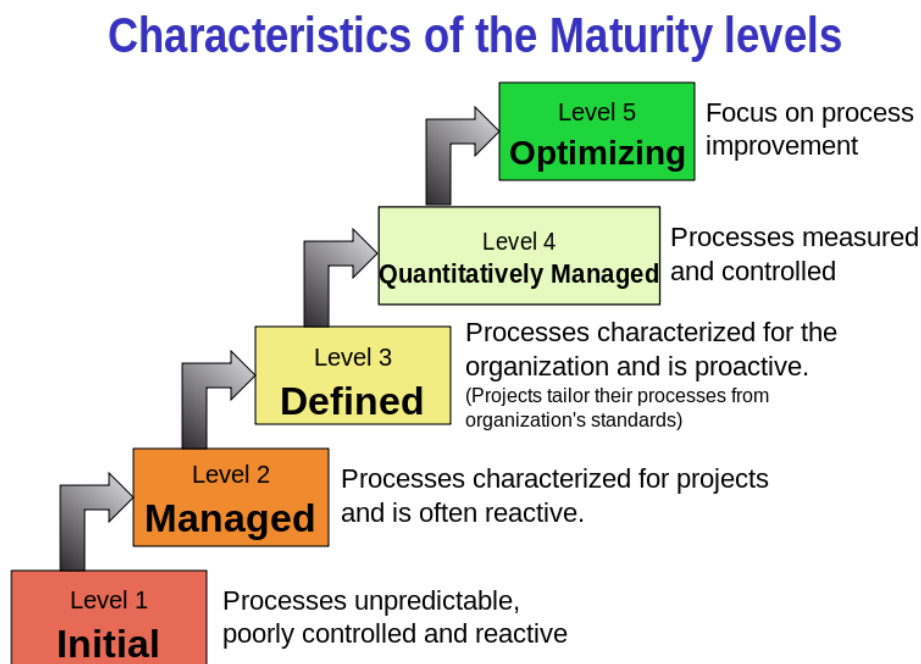 Characteristics of the Maturity levels
Level 5
Optimizing
Focus on process
improvement
Level 4
Quantitatively Managed
Processes measured
and controlled
Level 3
Defined
Processes characterized for the
organization and is proactive.
(Projects tailor their processes from
organization's standards)
Level 2
Managed
Processes characterized for projects
and is often reactive.
Level 1
Initial
Processes unpredictable,
poorly controlled and reactive